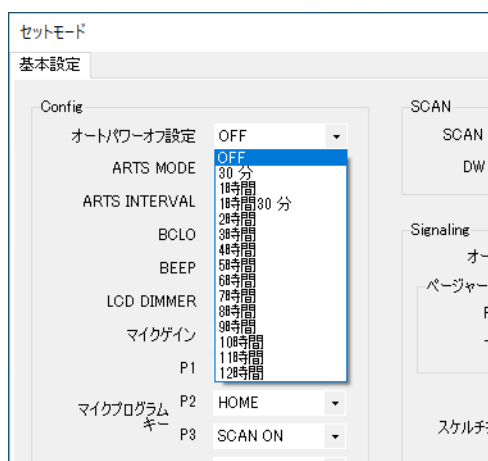 セットモード
基本設定
Config
オートパワーオフ設定 OFF
OFF
30 分
1時間
1時間30 分
2時間
3時間
4時間
5時間
6時間
7時間
8時間
9時間
10時間
11時間
12時間
ARTS MODE
ARTS INTERVAL
BCLO
BEEP
LCD DIMMER
マイクゲイン
P1
マイクプログラム
キー
P2 HOME
P3 SCAN ON
SCAN
SCAN
DW
Signaling
オー
ページャー
スケルチ